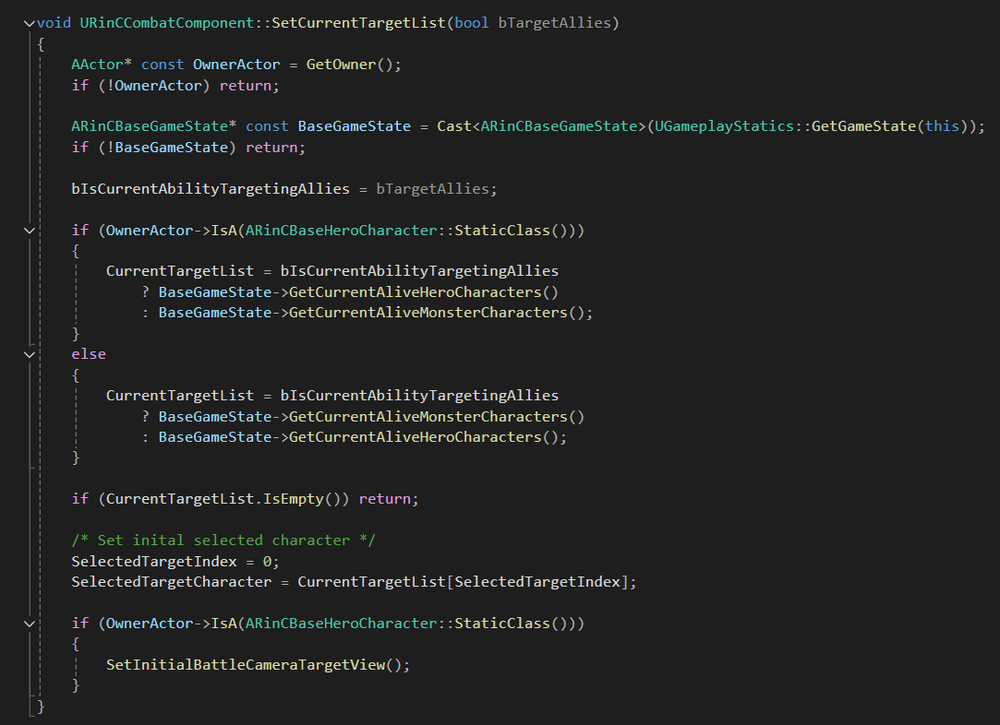 void URinCCombatComponent::SetCurrentTargetList(bool bTargetAllies)
{
    AActor* const OwnerActor = GetOwner();
    if (!OwnerActor) return;

    ARinCBaseGameState* const BaseGameState = Cast<ARinCBaseGameState>(UGameplayStatics::GetGameState(this));
    if (!BaseGameState) return;

    bIsCurrentAbilityTargetingAllies = bTargetAllies;

    if (OwnerActor->IsA(ARinCBaseHeroCharacter::StaticClass()))
    {
        CurrentTargetList = bIsCurrentAbilityTargetingAllies
            ? BaseGameState->GetCurrentAliveHeroCharacters()
            : BaseGameState->GetCurrentAliveMonsterCharacters();
    }
    else
    {
        CurrentTargetList = bIsCurrentAbilityTargetingAllies
            ? BaseGameState->GetCurrentAliveMonsterCharacters()
            : BaseGameState->GetCurrentAliveHeroCharacters();
    }

    if (CurrentTargetList.IsEmpty()) return;

    /* Set inital selected character */
    SelectedTargetIndex = 0;
    SelectedTargetCharacter = CurrentTargetList[SelectedTargetIndex];

    if (OwnerActor->IsA(ARinCBaseHeroCharacter::StaticClass()))
    {
        SetInitialBattleCameraTargetView();
    }
}